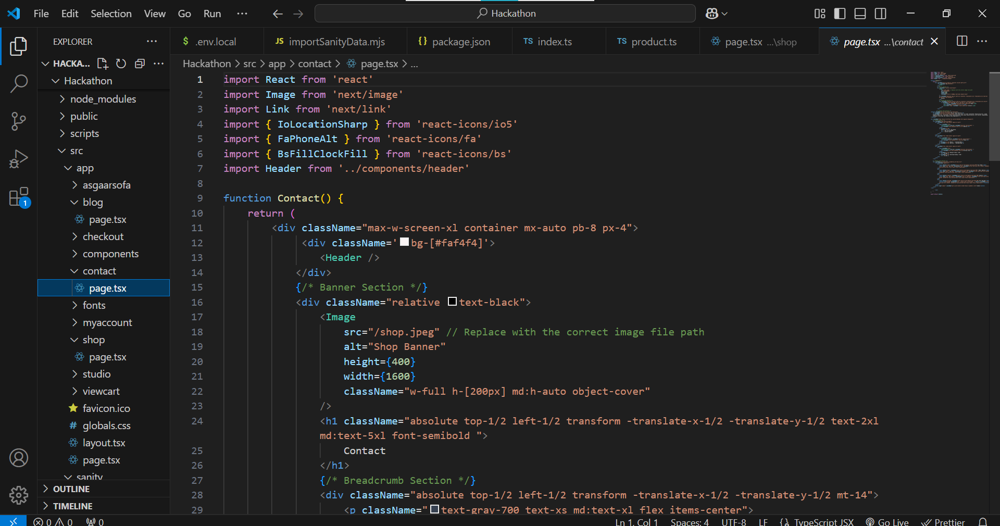 File Edit Selection View Go Run ··· Hackathon
EXPLORER ···
HACKA... ···
Hackathon
node_modules
public
scripts
src
app
asgaarsofa
blog
page.tsx
checkout
components
contact
page.tsx
fonts
myaccount
shop
page.tsx
studio
viewcart
favicon.ico
globals.css
layout.tsx
page.tsx
sanity
OUTLINE
TIMELINE
1
$ .env.local JS importSanityData.mjs {} package.json TS index.ts TS product.ts page.tsx ...\shop page.tsx ...\contact
Hackathon > src > app > contact > page.tsx > ...
1 import React from 'react'
2 import Image from 'next/image'
3 import Link from 'next/link'
4 import { IoLocationSharp } from 'react-icons/io5'
5 import { FaPhoneAlt } from 'react-icons/fa'
6 import { BsFillClockFill } from 'react-icons/bs'
7 import Header from '../components/header'
8
9 function Contact() {
10 return (
11 <div className="max-w-screen-xl container mx-auto pb-8 px-4">
12 <div className='bg-[#faf4f4]'>
13 <Header />
14 </div>
15 {/* Banner Section */}
16 <div className="relative text-black">
17 <Image
18 src="/shop.jpeg" // Replace with the correct image file path
19 alt="Shop Banner"
20 height={400}
21 width={1600}
22 className="w-full h-[200px] md:h-auto object-cover"
23 />
24 <h1 className="absolute top-1/2 left-1/2 transform -translate-x-1/2 -translate-y-1/2 text-2xl
md:text-5xl font-semibold ">
25 Contact
26 </h1>
27 {/* Breadcrumb Section */}
28 <div className="absolute top-1/2 left-1/2 transform -translate-x-1/2 -translate-y-1/2 mt-14">
29 <p className="text-gray-700 text-xs md:text-xl flex items-center">
0 0 0 Ln 1, Col 1 Spaces: 4 UTF-8 LF {} TypeScript JSX Go Live Prettier